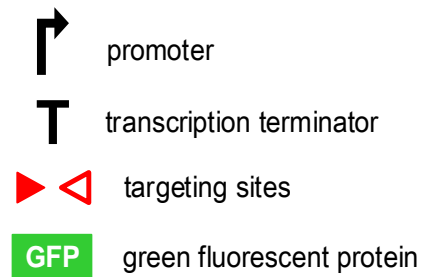 promoter
T transcription terminator
targeting sites
GFP green fluorescent protein